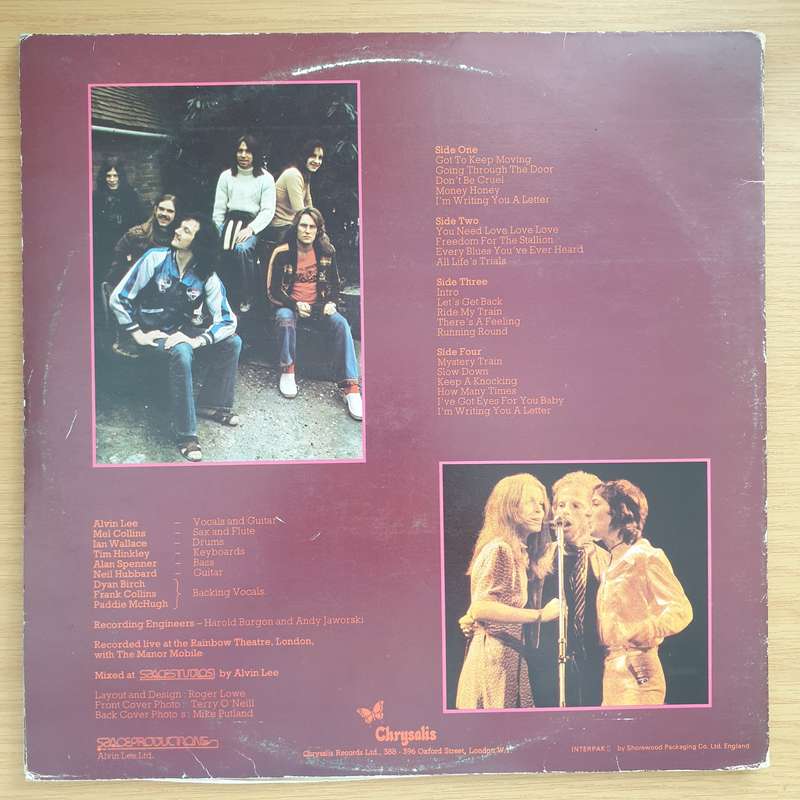 Side One
Got To Keep Moving
Going Through The Door
Don't Be Cruel
Money Honey
I'm Writing You A Letter
Side Two
You Need Love Love Love
Freedom For The Stallion
Every Blues You've Ever Heard
All Life's Trials
Side Three
Intro
Let's Get Back
Ride My Train
There's A Feeling
Running Round
Side Four
Mystery Train
Slow Down
Keep A Knocking
How Many Times
I've Got Eyes For You Baby
I'm Writing You A Letter
Alvin Lee – Vocals and Guitar
Mel Collins – Sax and Flute
Ian Wallace – Drums
Tim Hinkley – Keyboards
Alan Spenner – Bass
Neil Hubbard – Guitar
Dyan Birch
Frank Collins } Backing Vocals
Paddie McHugh
Recording Engineers – Harold Burgon and Andy Jaworski
Recorded live at the Rainbow Theatre, London,
with The Manor Mobile
Mixed at SPACESTUDIOS by Alvin Lee
Layout and Design : Roger Lowe
Front Cover Photo : Terry O Neill
Back Cover Photo s : Mike Putland
SPACEPRODUCTIONS
Alvin Lee Ltd.
Chrysalis
Chrysalis Records Ltd., 388 - 396 Oxford Street, London W.1.
INTERPAK by Shorewood Packaging Co. Ltd. England